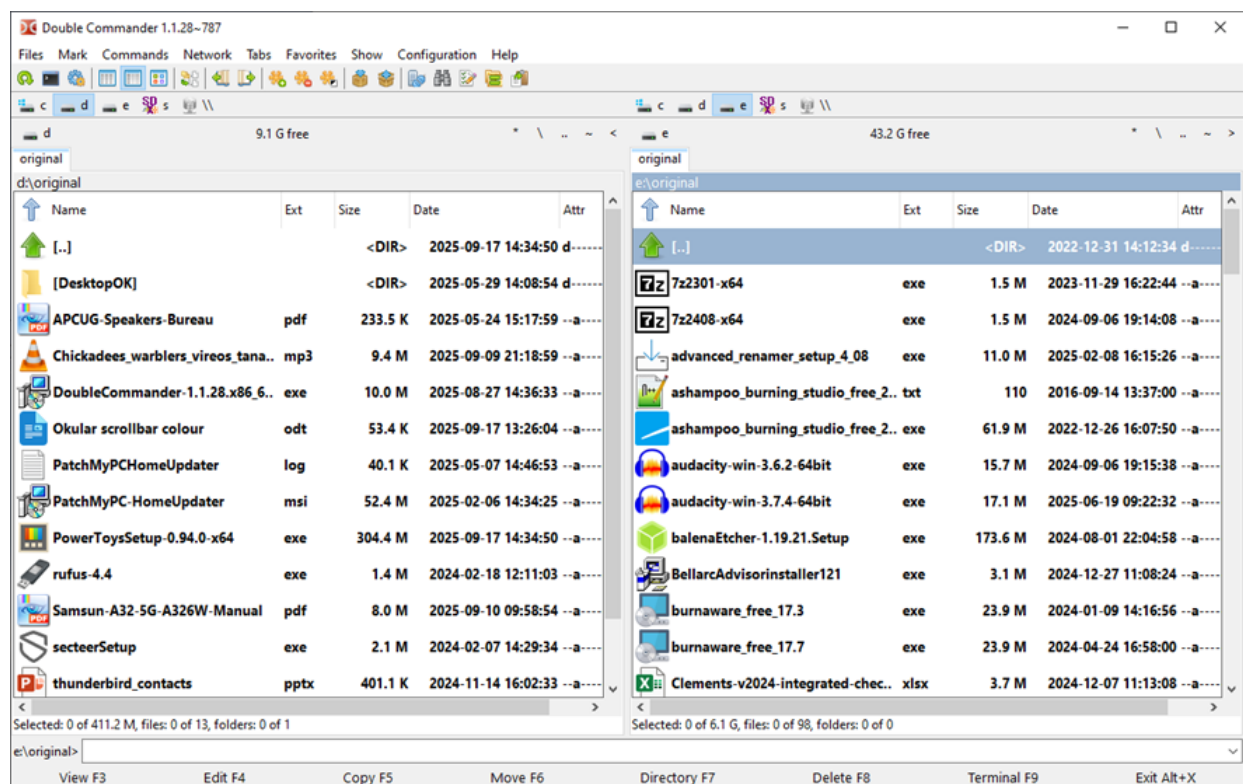 Double Commander 1.1.28~787
Files Mark Commands Network Tabs Favorites Show Configuration Help
c d e s \\
c d e s \\
d 9.1 G free * \ .. ~ <
e 43.2 G free * \ .. ~ >
original
original
d:\original
e:\original
Name Ext Size Date Attr
[..] <DIR> 2025-09-17 14:34:50 d------
[DesktopOK] <DIR> 2025-05-29 14:08:54 d------
APCUG-Speakers-Bureau pdf 233.5 K 2025-05-24 15:17:59 --a----
Chickadees_warblers_vireos_tana.. mp3 9.4 M 2025-09-09 21:18:59 --a----
DoubleCommander-1.1.28.x86_6.. exe 10.0 M 2025-08-27 14:36:33 --a----
Okular scrollbar colour odt 53.4 K 2025-09-17 13:26:04 --a----
PatchMyPCHomeUpdater log 40.1 K 2025-05-07 14:46:53 --a----
PatchMyPC-HomeUpdater msi 52.4 M 2025-02-06 14:34:25 --a----
PowerToysSetup-0.94.0-x64 exe 304.4 M 2025-09-17 14:34:50 --a----
rufus-4.4 exe 1.4 M 2024-02-18 12:11:03 --a----
Samsun-A32-5G-A326W-Manual pdf 8.0 M 2025-09-10 09:58:54 --a----
secteerSetup exe 2.1 M 2024-02-07 14:29:34 --a----
thunderbird_contacts pptx 401.1 K 2024-11-14 16:02:33 --a----
Selected: 0 of 411.2 M, files: 0 of 13, folders: 0 of 1
Name Ext Size Date Attr
[..] <DIR> 2022-12-31 14:12:34 d------
7z2301-x64 exe 1.5 M 2023-11-29 16:22:44 --a----
7z2408-x64 exe 1.5 M 2024-09-06 19:14:08 --a----
advanced_renamer_setup_4_08 exe 11.0 M 2025-02-08 16:15:26 --a----
ashampoo_burning_studio_free_2.. txt 110 2016-09-14 13:37:00 --a----
ashampoo_burning_studio_free_2.. exe 61.9 M 2022-12-26 16:07:50 --a----
audacity-win-3.6.2-64bit exe 15.7 M 2024-09-06 19:15:38 --a----
audacity-win-3.7.4-64bit exe 17.1 M 2025-06-19 09:22:32 --a----
balenaEtcher-1.19.21.Setup exe 173.6 M 2024-08-01 22:04:58 --a----
BellarcAdvisorinstaller121 exe 3.1 M 2024-12-27 11:08:24 --a----
burnaware_free_17.3 exe 23.9 M 2024-01-09 14:16:56 --a----
burnaware_free_17.7 exe 23.9 M 2024-04-24 16:58:00 --a----
Clements-v2024-integrated-chec.. xlsx 3.7 M 2024-12-07 11:13:08 --a----
Selected: 0 of 6.1 G, files: 0 of 98, folders: 0 of 0
e:\original>
View F3 Edit F4 Copy F5 Move F6 Directory F7 Delete F8 Terminal F9 Exit Alt+X